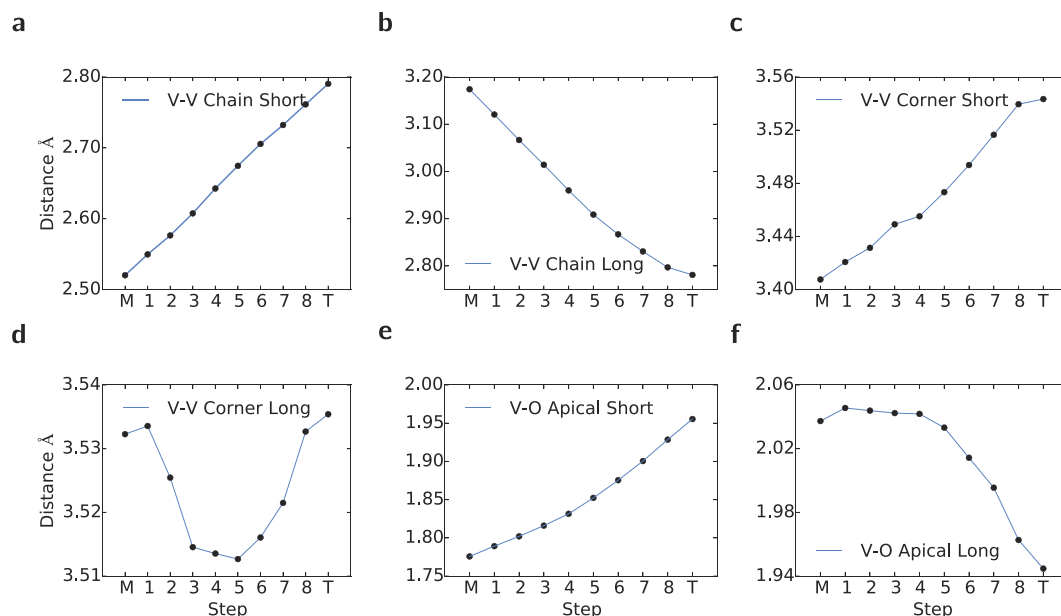 a
b
c
2.80
2.70
2.60
2.50
Distance Å
V-V Chain Short
M 1 2 3 4 5 6 7 8 T
3.20
3.10
3.00
2.90
2.80
V-V Chain Long
M 1 2 3 4 5 6 7 8 T
3.56
3.52
3.48
3.44
3.40
V-V Corner Short
M 1 2 3 4 5 6 7 8 T
d
e
f
3.54
3.53
3.52
3.51
Distance Å
V-V Corner Long
M 1 2 3 4 5 6 7 8 T
Step
2.00
1.95
1.90
1.85
1.80
1.75
V-O Apical Short
M 1 2 3 4 5 6 7 8 T
Step
2.06
2.02
1.98
1.94
V-O Apical Long
M 1 2 3 4 5 6 7 8 T
Step